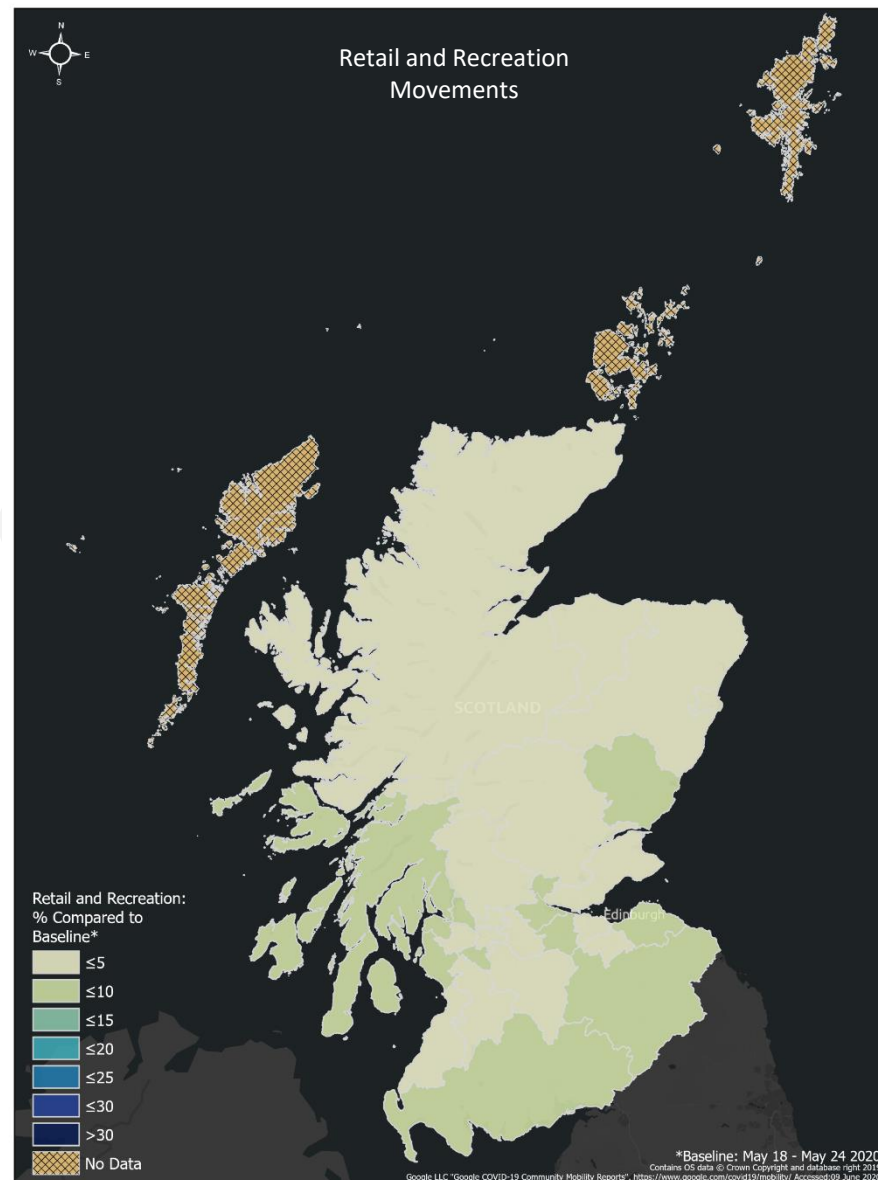 N
W E
S
Retail and Recreation
Movements
SCOTLAND
Edinburgh
Retail and Recreation:
% Compared to
Baseline*
≤5
≤10
≤15
≤20
≤25
≤30
>30
No Data
*Baseline: May 18 - May 24 2020
Contains OS data © Crown Copyright and database right 2019
Google LLC "Google COVID-19 Community Mobility Reports". https://www.google.com/covid19/mobility/ Accessed:09 June 2020